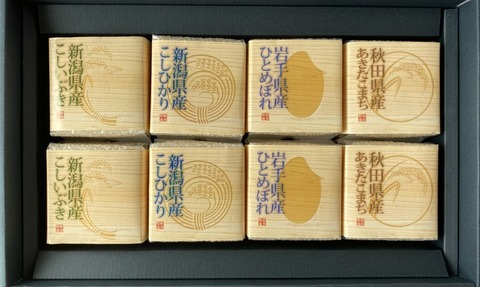 新潟県産
こしいぶき
新潟県産
こしひかり
岩手県産
ひとめぼれ
秋田県産
あきたこまち
新潟県産
こしいぶき
新潟県産
こしひかり
岩手県産
ひとめぼれ
秋田県産
あきたこまち